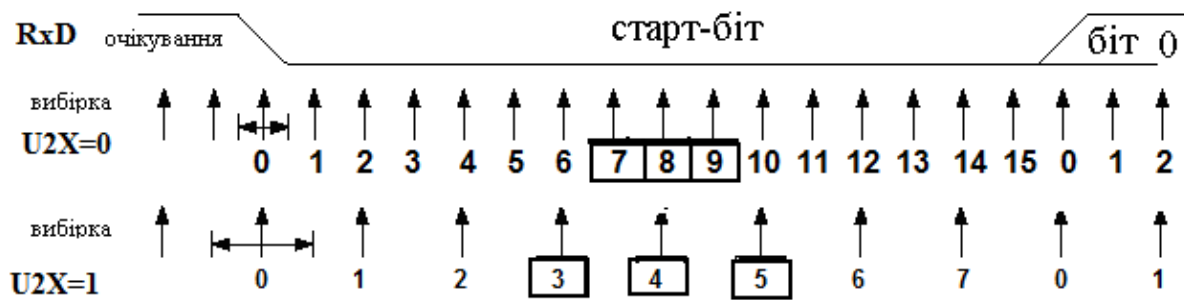 RxD очікування старт-біт біт 0
вибірка
U2X=0 0 1 2 3 4 5 6 7 8 9 10 11 12 13 14 15 0 1 2
вибірка
U2X=1 0 1 2 3 4 5 6 7 0 1